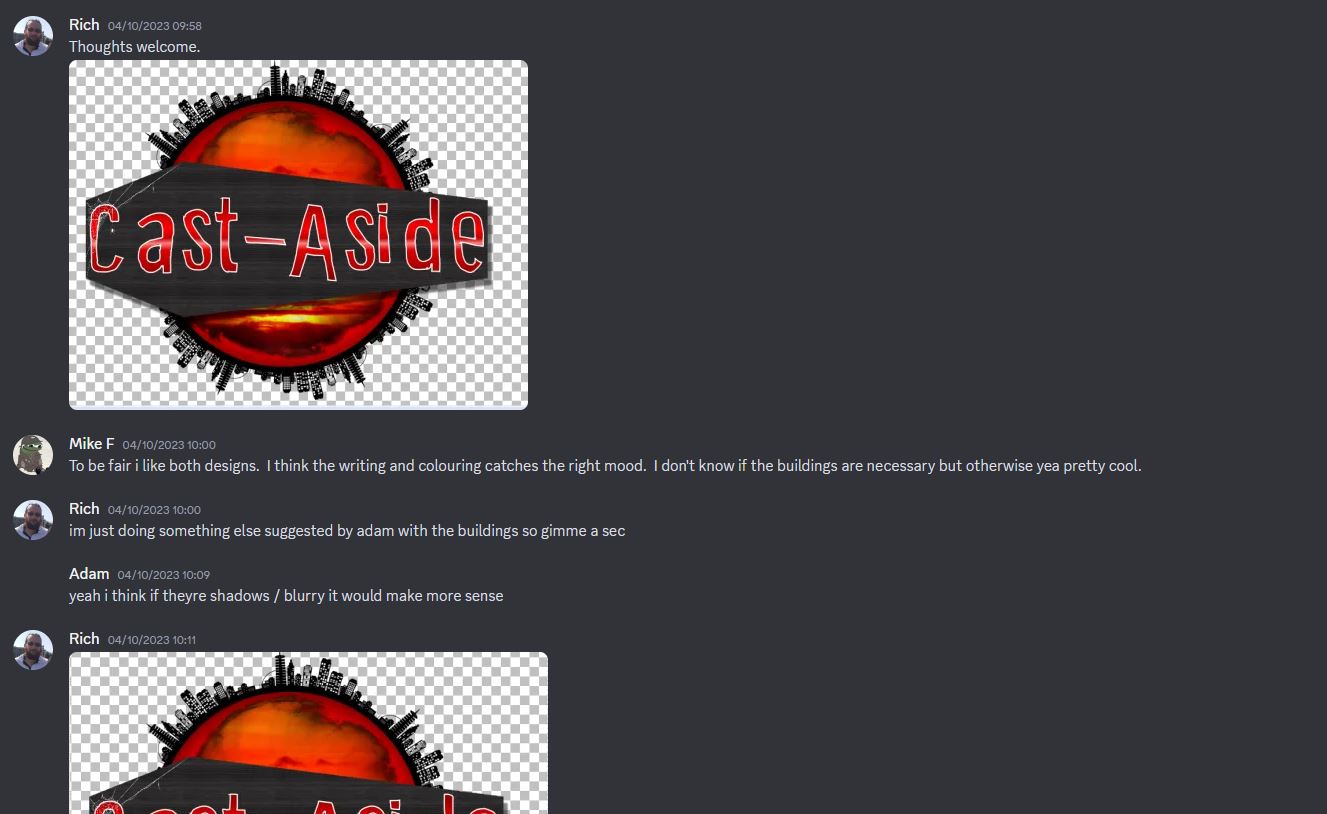 Rich 04/10/2023 09:58
Thoughts welcome.
Cast-Aside
Mike F 04/10/2023 10:00
To be fair i like both designs. I think the writing and colouring catches the right mood. I don't know if the buildings are necessary but otherwise yea pretty cool.
Rich 04/10/2023 10:00
im just doing something else suggested by adam with the buildings so gimme a sec
Adam 04/10/2023 10:09
yeah i think if theyre shadows / blurry it would make more sense
Rich 04/10/2023 10:11
Cast-Aside